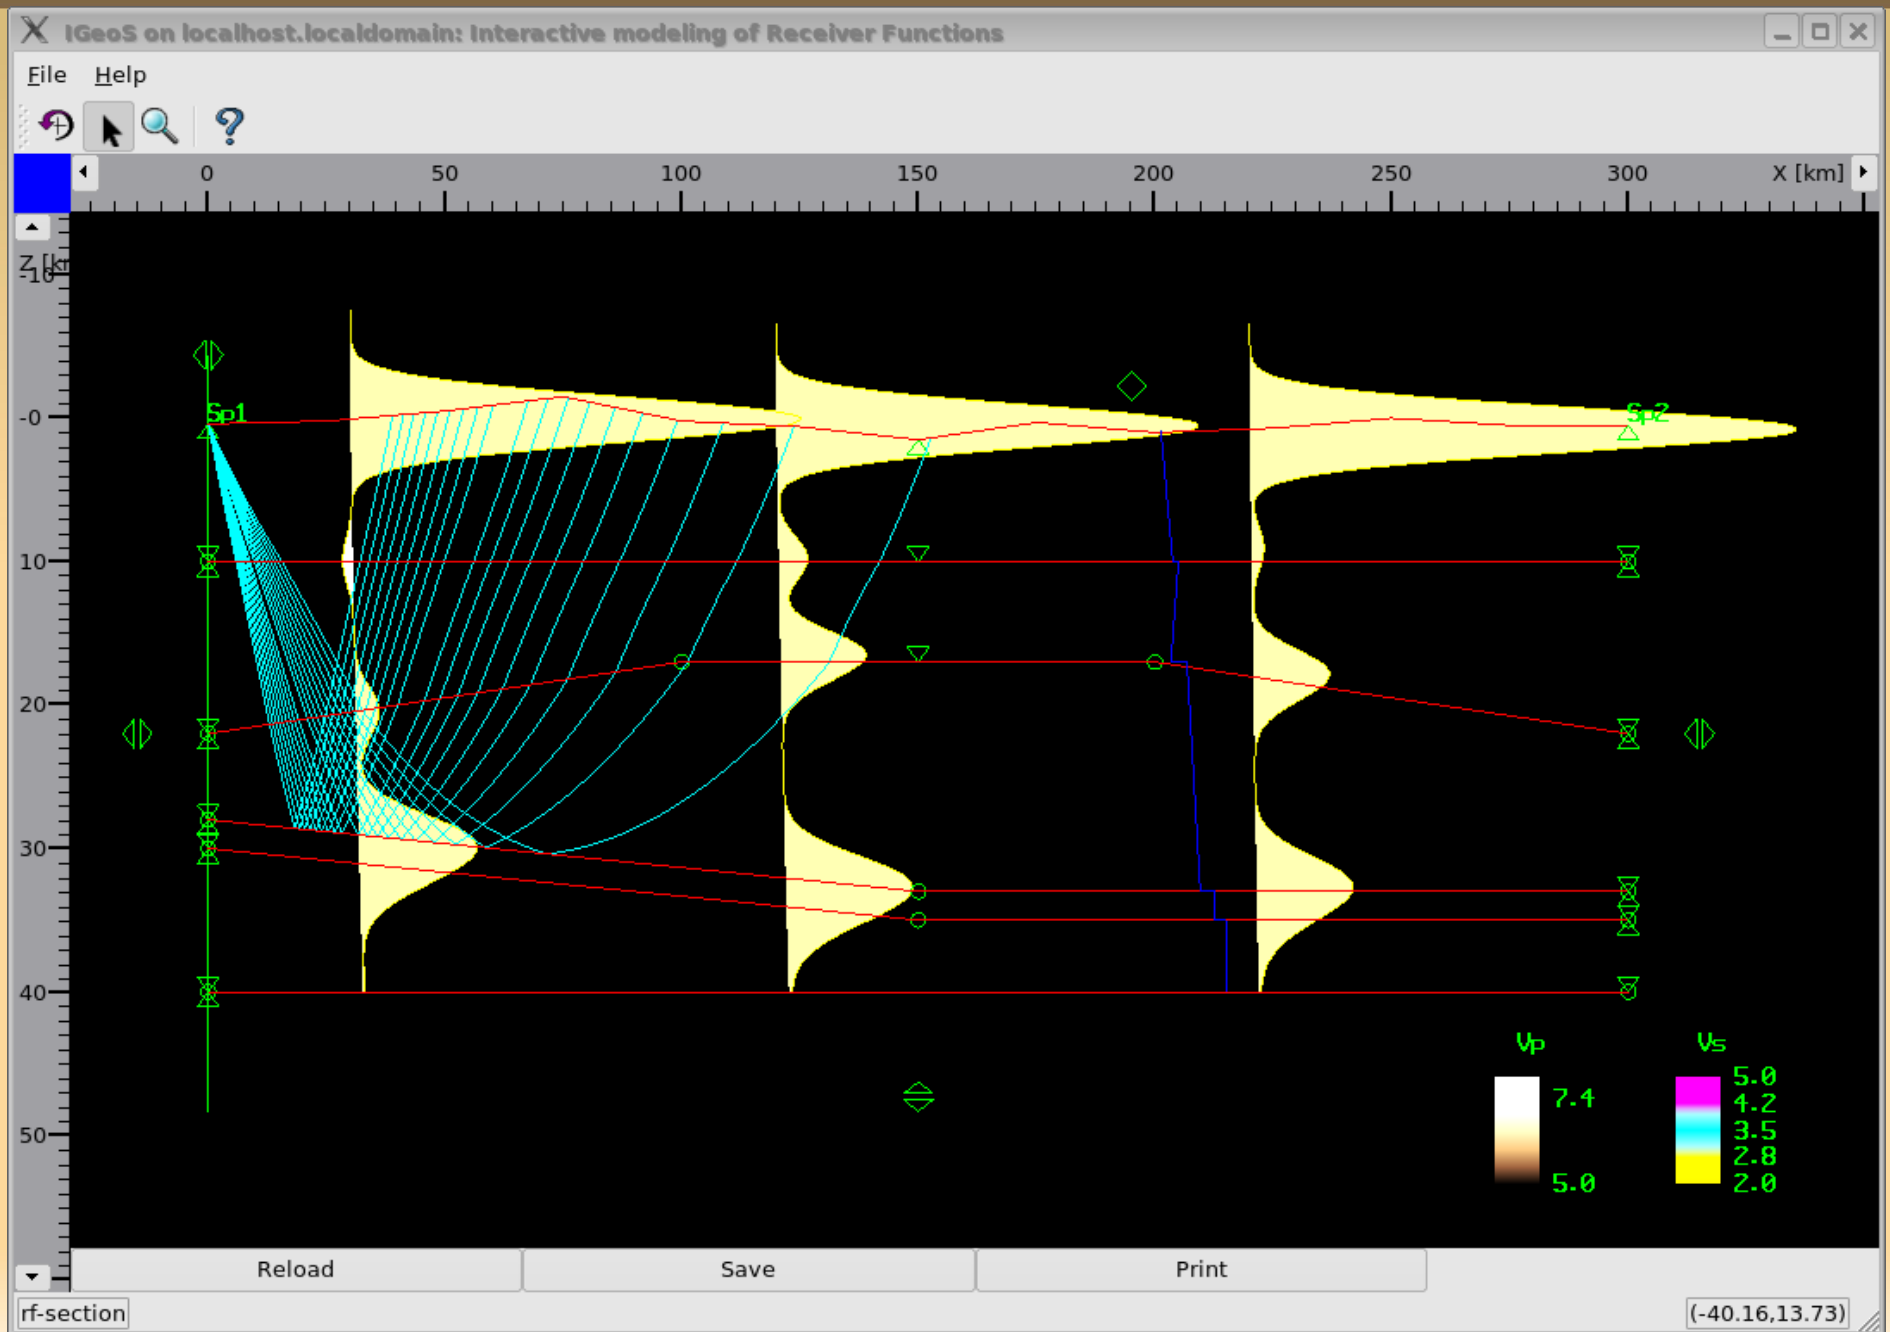 IGeoS on localhost.localdomain: Interactive modeling of Receiver Functions
File Help
0 50 100 150 200 250 300 X [km]
Z [k
-10
-0
10
20
30
40
50
Sp1
Sp2
Vp
7.4
5.0
Vs
5.0
4.2
3.5
2.8
2.0
Reload Save Print
rf-section (-40.16,13.73)